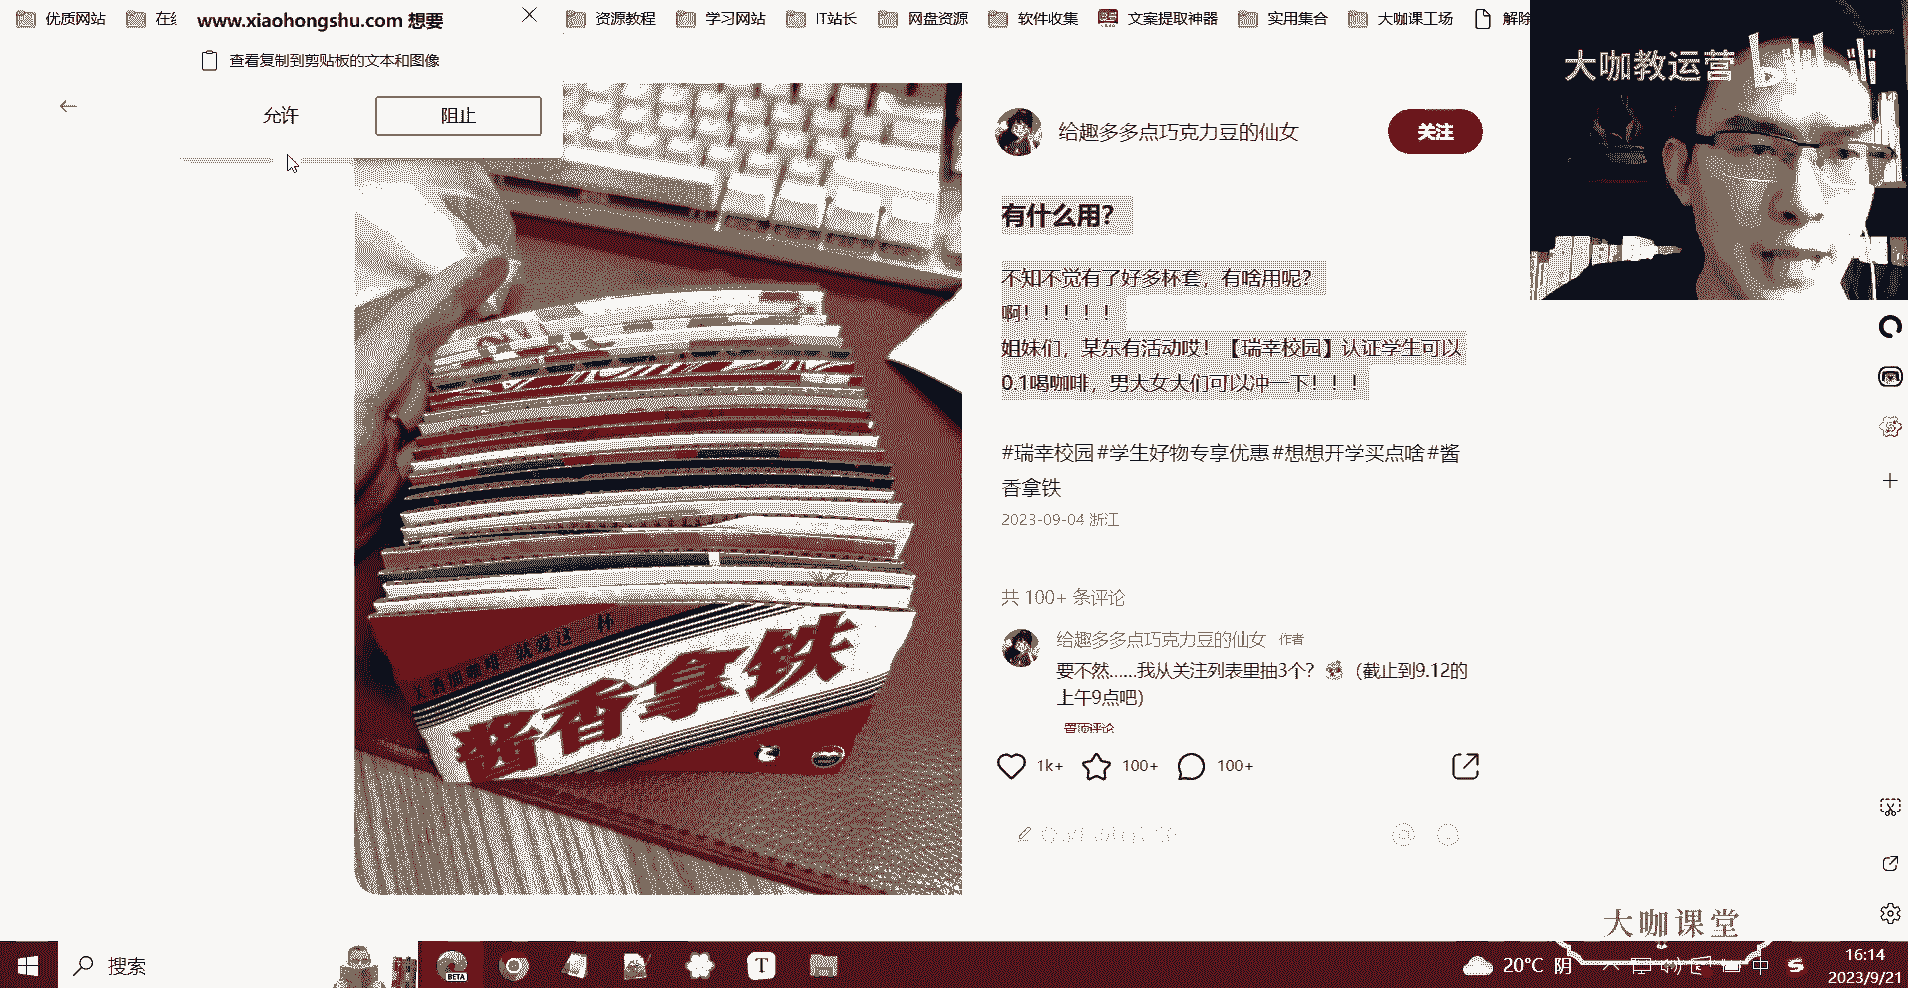 优质网站
资源教程
学习网站
IT站长
网盘资源
软件收集
文案提取神器
实用集合
大咖课工场
解除
www.xiaohongshu.com 想要
查看复制到剪贴板的文本和图像
允许
阻止
大咖教运营
给趣多多点巧克力豆的仙女
关注
有什么用？
不知不觉有了好多杯套，有啥用呢？
啊！！！！！
姐妹们，某东有活动哎！【瑞幸校园】认证学生可以
0.1喝咖啡，男大女大们可以冲一下！！！
#瑞幸校园 #学生好物专享优惠 #想想开学买点啥 #酱
香拿铁
2023-09-04 浙江
共 100+ 条评论
给趣多多点巧克力豆的仙女 作者
要不然......我从关注列表里抽3个？（截止到9.12的
上午9点吧）
置顶评论
1k+
100+
100+
美酒加咖啡 就爱这一杯
酱香拿铁
大咖课堂
搜索
BETA
T
20°C 阴
中
16:14
2023/9/21